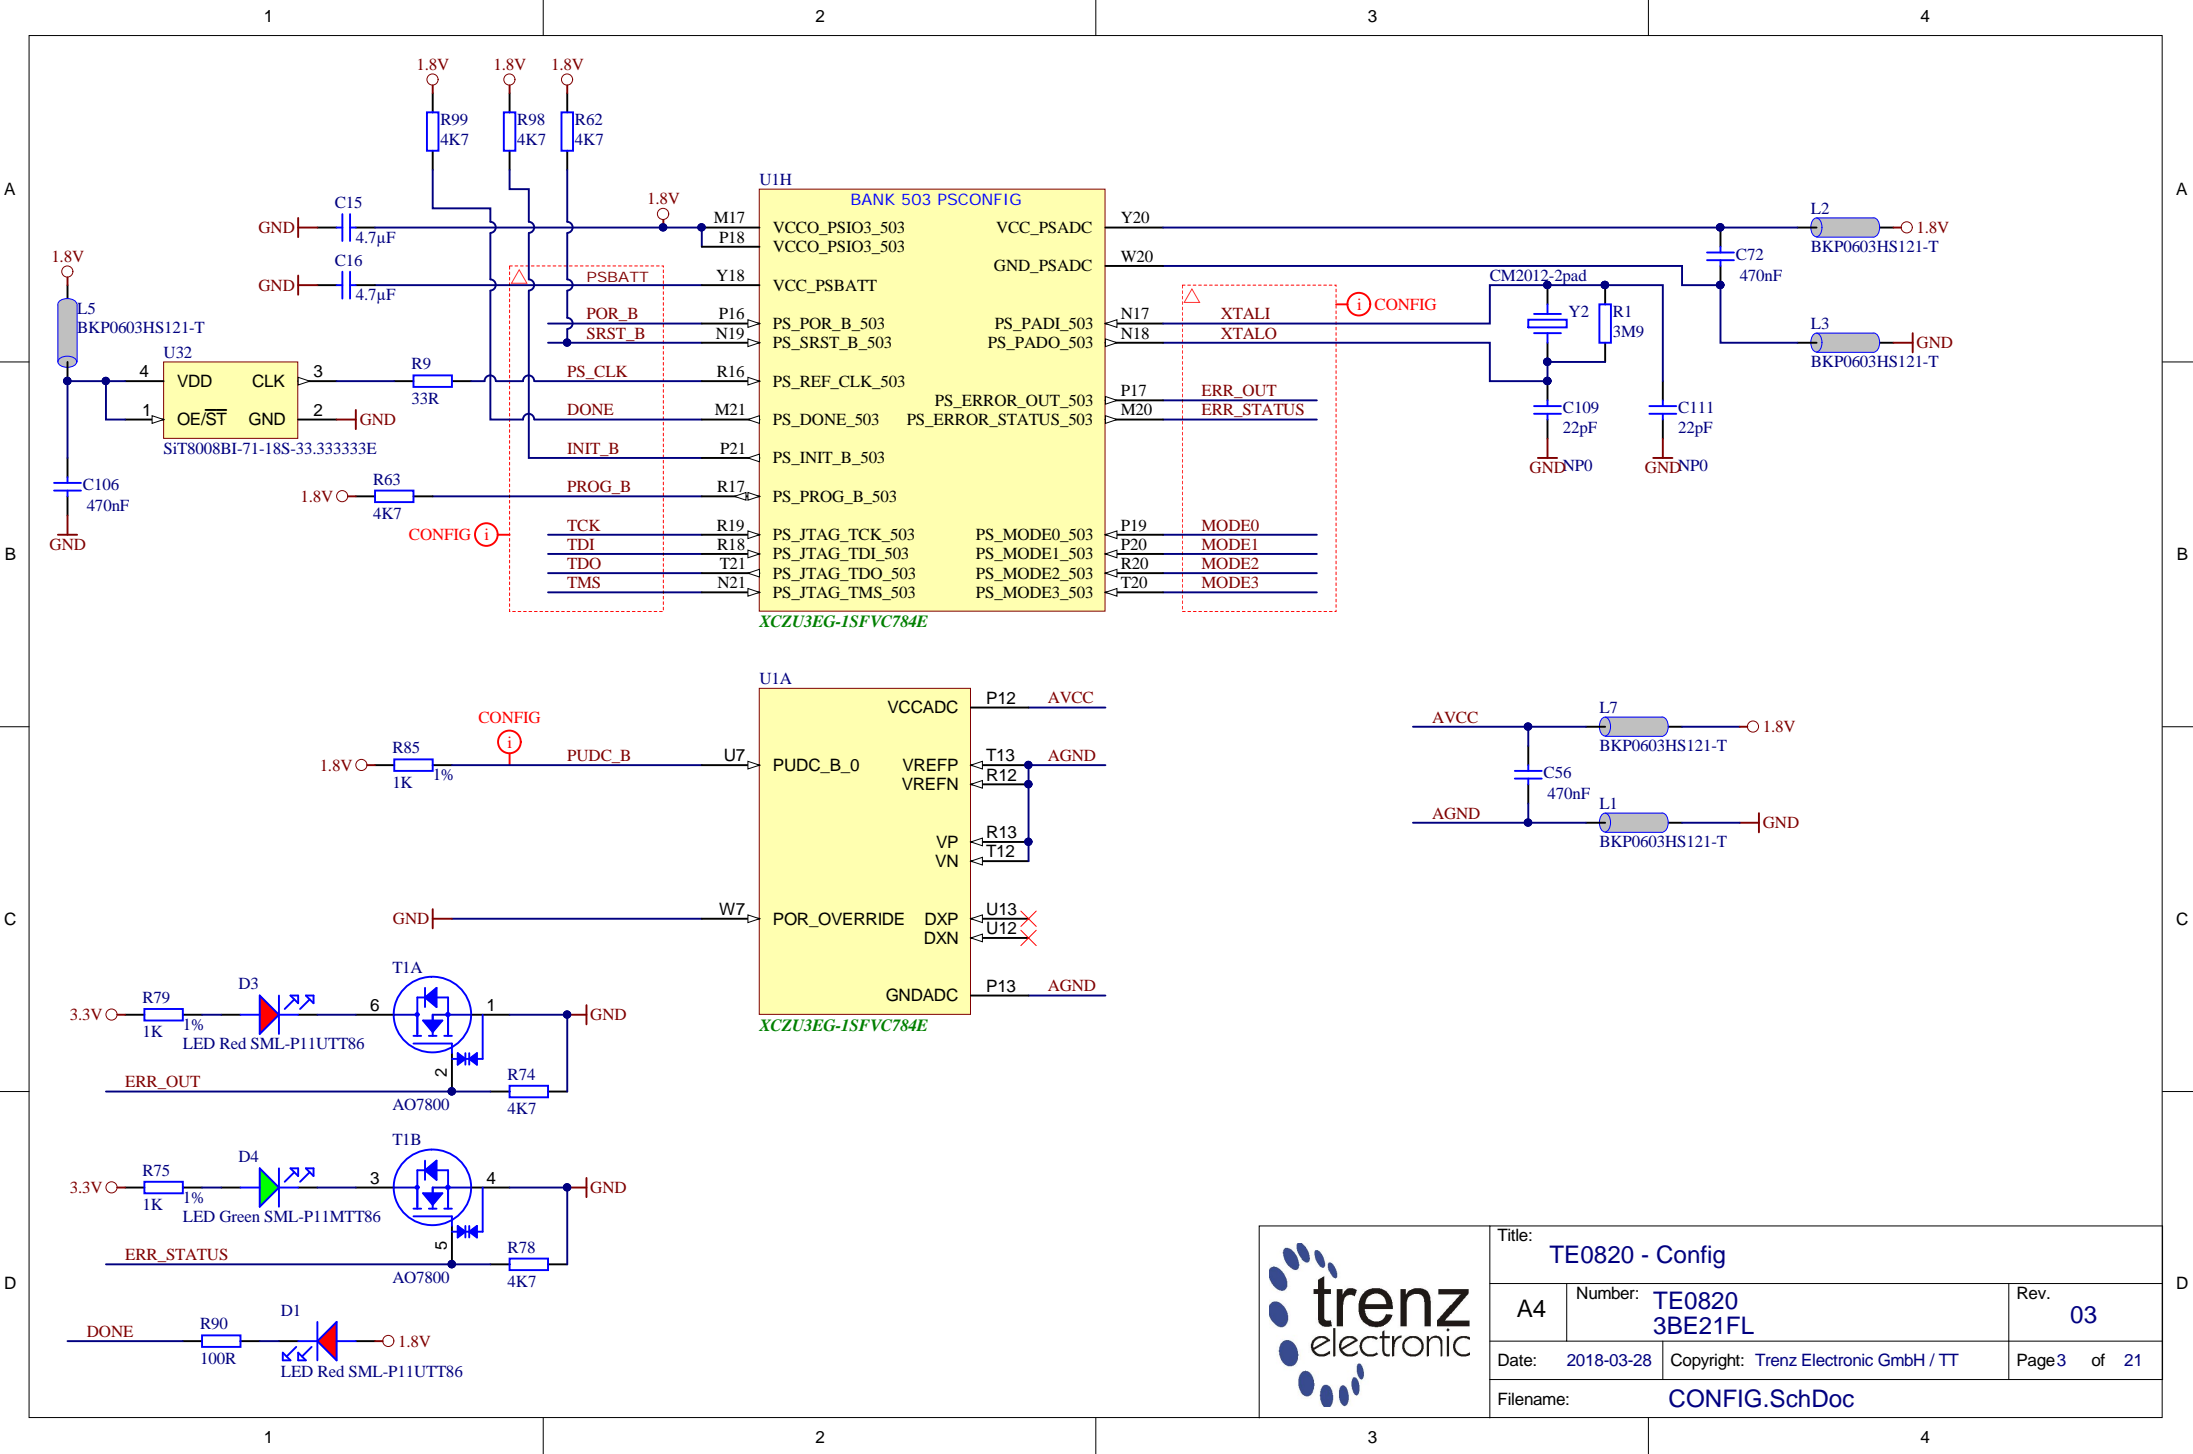 1 2 3 4
1.8V 1.8V 1.8V
R99 R98 R62
4K7 4K7 4K7
A A
U1H
BANK 503 PSCONFIG
C15 1.8V
GND 4.7µF
M17 VCCO_PSIO3_503
P18 VCCO_PSIO3_503
VCC_PSADC Y20
L2
1.8V
BKP0603HS121-T
GND_PSADC W20
C72
470nF
C16
GND 4.7µF
PSBATT Y18 VCC_PSBATT
1.8V
L5
BKP0603HS121-T
POR_B P16 PS_POR_B_503
SRST_B N19 PS_SRST_B_503
PS_PADI_503 N17 XTALI
PS_PADO_503 N18 XTALO
CONFIG
CM2012-2pad
Y2
R1
3M9
L3
GND
BKP0603HS121-T
U32
4 VDD CLK 3
1 OE/ST GND 2 GND
SiT8008BI-71-18S-33.333333E
R9
33R
PS_CLK R16 PS_REF_CLK_503
DONE M21 PS_DONE_503
PS_ERROR_OUT_503 P17 ERR_OUT
PS_ERROR_STATUS_503 M20 ERR_STATUS
C109
22pF
GND NP0
C111
22pF
GND NP0
INIT_B P21 PS_INIT_B_503
C106
470nF
GND
1.8V R63
4K7
PROG_B R17 PS_PROG_B_503
CONFIG
B B
TCK R19 PS_JTAG_TCK_503
TDI R18 PS_JTAG_TDI_503
TDO T21 PS_JTAG_TDO_503
TMS N21 PS_JTAG_TMS_503
PS_MODE0_503 P19 MODE0
PS_MODE1_503 P20 MODE1
PS_MODE2_503 R20 MODE2
PS_MODE3_503 T20 MODE3
XCZU3EG-1SFVC784E
U1A
VCCADC P12 AVCC
CONFIG
1.8V R85
1K 1%
PUDC_B U7 PUDC_B_0
VREFP T13 AGND
VREFN R12
VP R13
VN T12
AVCC L7
1.8V
BKP0603HS121-T
C56
470nF
AGND L1
GND
BKP0603HS121-T
C C
GND W7 POR_OVERRIDE
DXP U13
DXN U12
GNDADC P13 AGND
XCZU3EG-1SFVC784E
3.3V R79
1K 1%
D3
LED Red SML-P11UTT86
T1A
6 1 GND
2
ERR_OUT
AO7800
R74
4K7
3.3V R75
1K 1%
D4
LED Green SML-P11MTT86
T1B
3 4 GND
5
ERR_STATUS
AO7800
R78
4K7
D D
DONE R90
100R
D1
1.8V
LED Red SML-P11UTT86
trenz
electronic
Title:
TE0820 - Config
A4
Number: TE0820
3BE21FL
Rev.
03
Date: 2018-03-28 Copyright: Trenz Electronic GmbH / TT Page 3 of 21
Filename: CONFIG.SchDoc
1 2 3 4